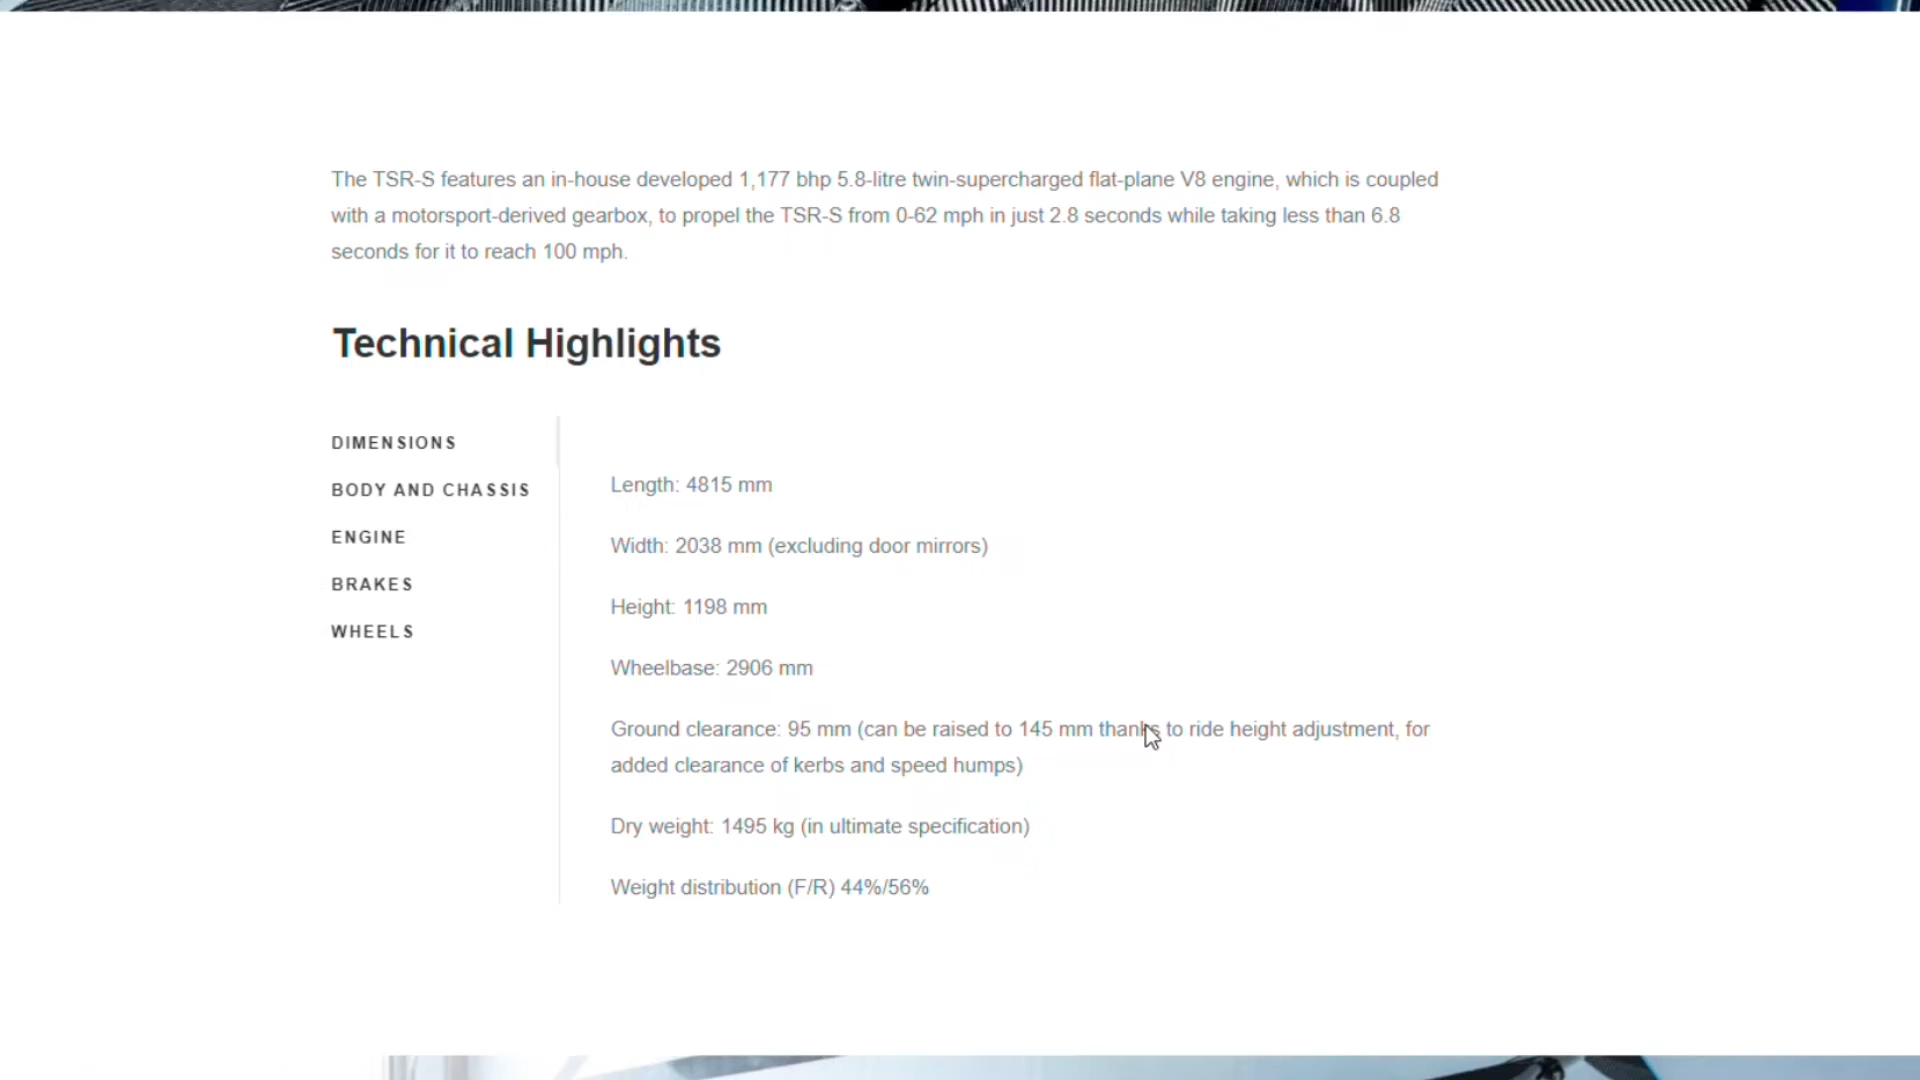 The TSR-S features an in-house developed 1,177 bhp 5.8-litre twin-supercharged flat-plane V8 engine, which is coupled
with a motorsport-derived gearbox, to propel the TSR-S from 0-62 mph in just 2.8 seconds while taking less than 6.8
seconds for it to reach 100 mph.
Technical Highlights
DIMENSIONS
BODY AND CHASSIS
ENGINE
BRAKES
WHEELS
Length: 4815 mm
Width: 2038 mm (excluding door mirrors)
Height: 1198 mm
Wheelbase: 2906 mm
Ground clearance: 95 mm (can be raised to 145 mm thanks to ride height adjustment, for
added clearance of kerbs and speed humps)
Dry weight: 1495 kg (in ultimate specification)
Weight distribution (F/R) 44%/56%